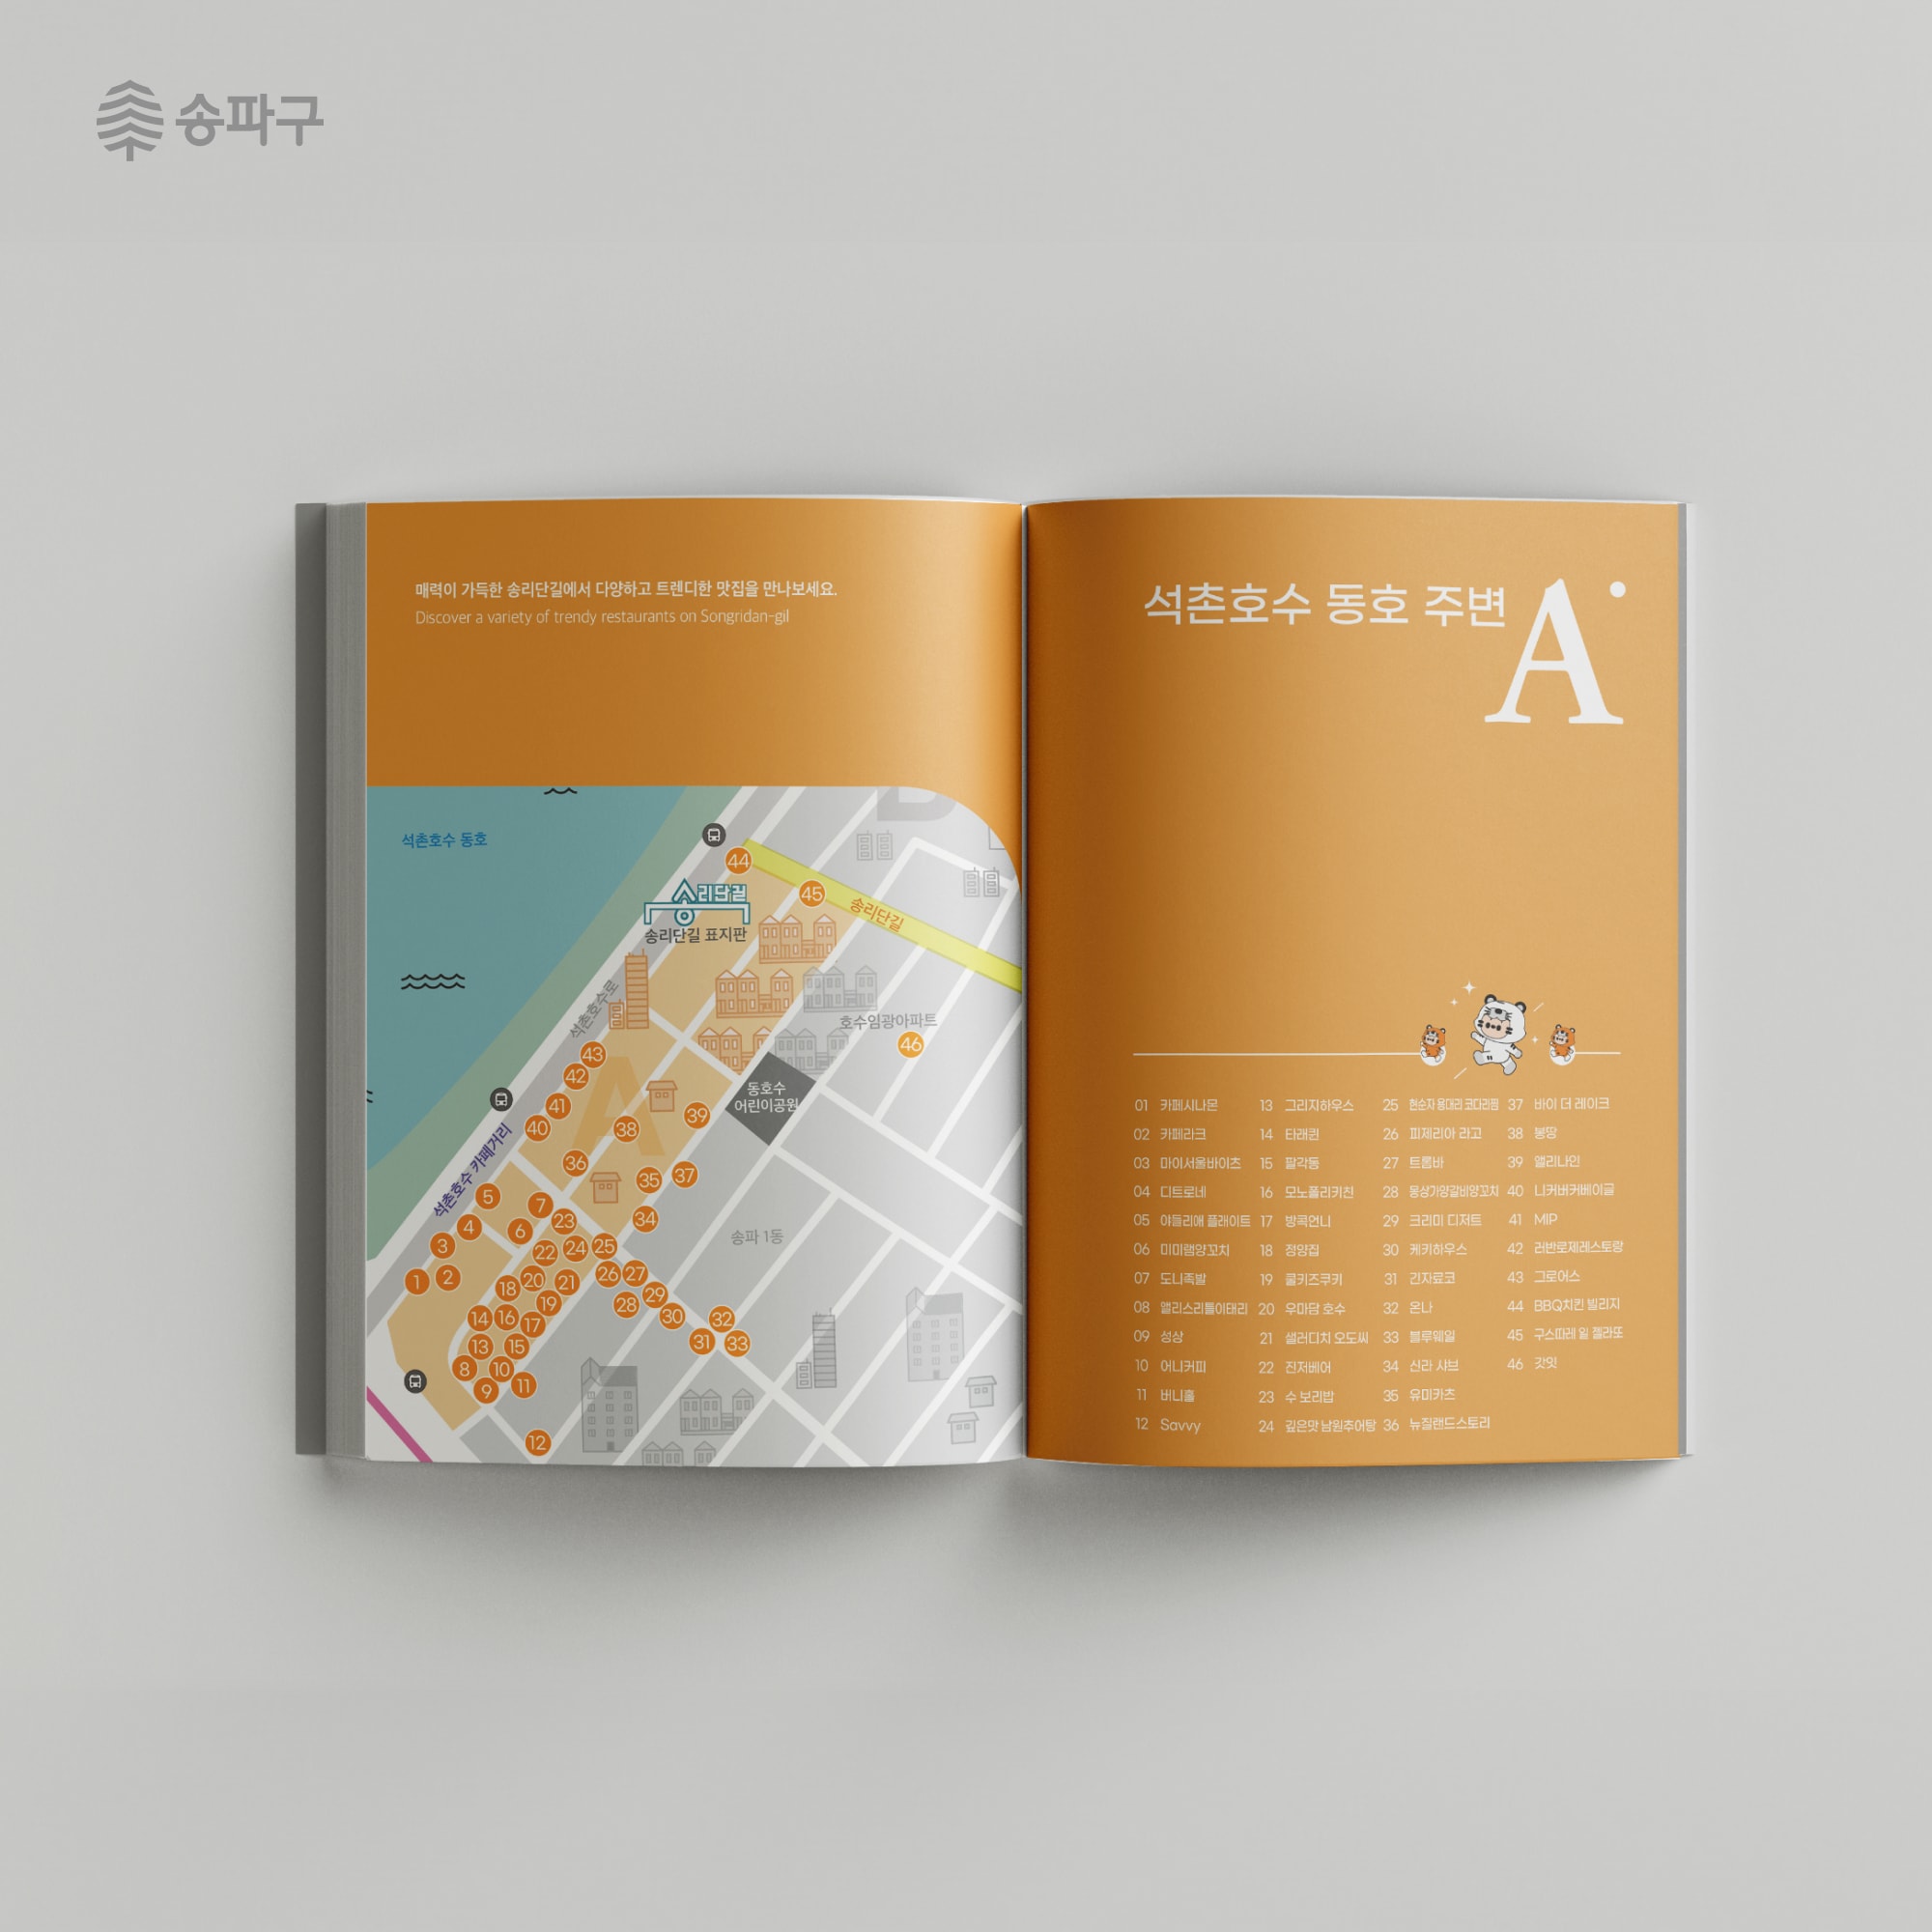 송파구
매력이 가득한 송리단길에서 다양하고 트렌디한 맛집을 만나보세요.
Discover a variety of trendy restaurants on Songridan-gil
석촌호수 동호
44
45
송리단길
송리단길
송리단길 표지판
석촌호수로
호수임광아파트
46
43
42
41
40
39
38
동호수
어린이공원
A
36
35
37
34
석촌호수 카페거리
송파 1동
5
7
4
6
23
3
22
24
25
1
2
18
20
21
26
27
19
28
29
14
16
17
30
32
13
15
31
33
8
10
9
11
12
석촌호수 동호 주변
A
01 카페시나몬
02 카페라크
03 마이서울바이츠
04 디트로네
05 야들리애 플레이트
06 미미램양꼬치
07 도니족발
08 앨리스리틀이태리
09 성상
10 어니커피
11 버니홀
12 Savvy
13 그리지하우스
14 타래퀸
15 팔각동
16 모노폴리키친
17 방콕언니
18 정양집
19 쿨키즈쿠키
20 우마담 호수
21 샐러디치 오도씨
22 진저베어
23 수 보리밥
24 깊은맛 남원추어탕
25 현순자 용대리 코다리찜
26 피제리아 라고
27 트롬바
28 몽상가양갈비양꼬치
29 크리미 디저트
30 케키하우스
31 긴자료코
32 온나
33 블루웨일
34 신라 샤브
35 유미카츠
36 뉴질랜드스토리
37 바이 더 레이크
38 봉땅
39 앨리나인
40 니커버커베이글
41 MIP
42 러반로제레스토랑
43 그로어스
44 BBQ치킨 빌리지
45 구스따레 일 젤라또
46 갓잇